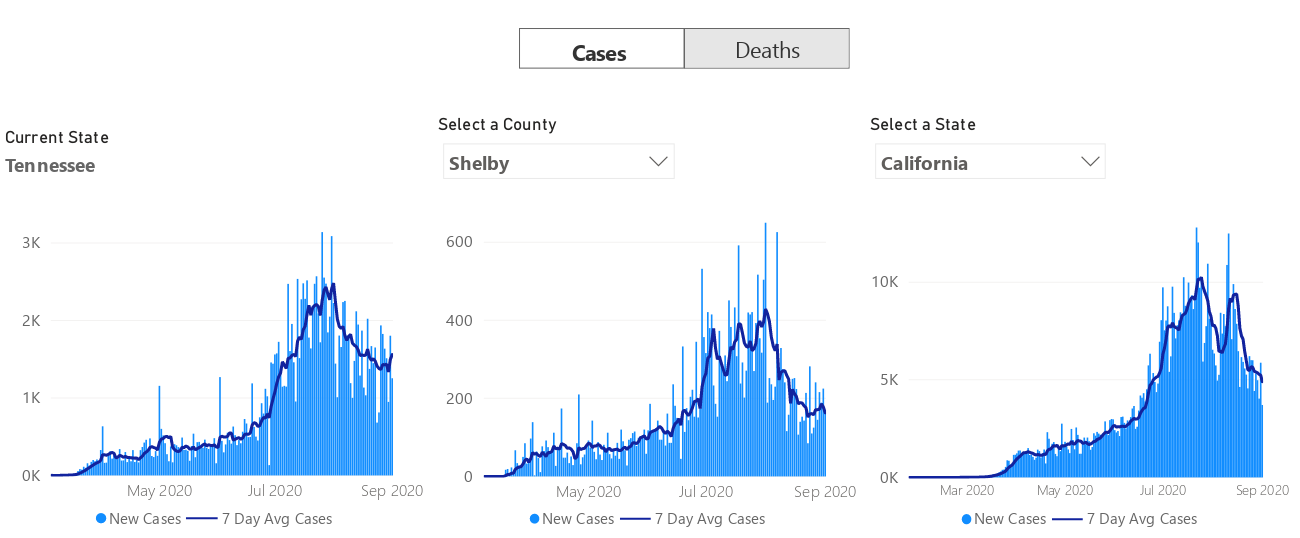 Cases
Deaths
Current State
Tennessee
Select a County
Shelby
Select a State
California
3K
2K
1K
0K
May 2020
Jul 2020
Sep 2020
New Cases
7 Day Avg Cases
600
400
200
0
May 2020
Jul 2020
Sep 2020
New Cases
7 Day Avg Cases
10K
5K
0K
Mar 2020
May 2020
Jul 2020
Sep 2020
New Cases
7 Day Avg Cases